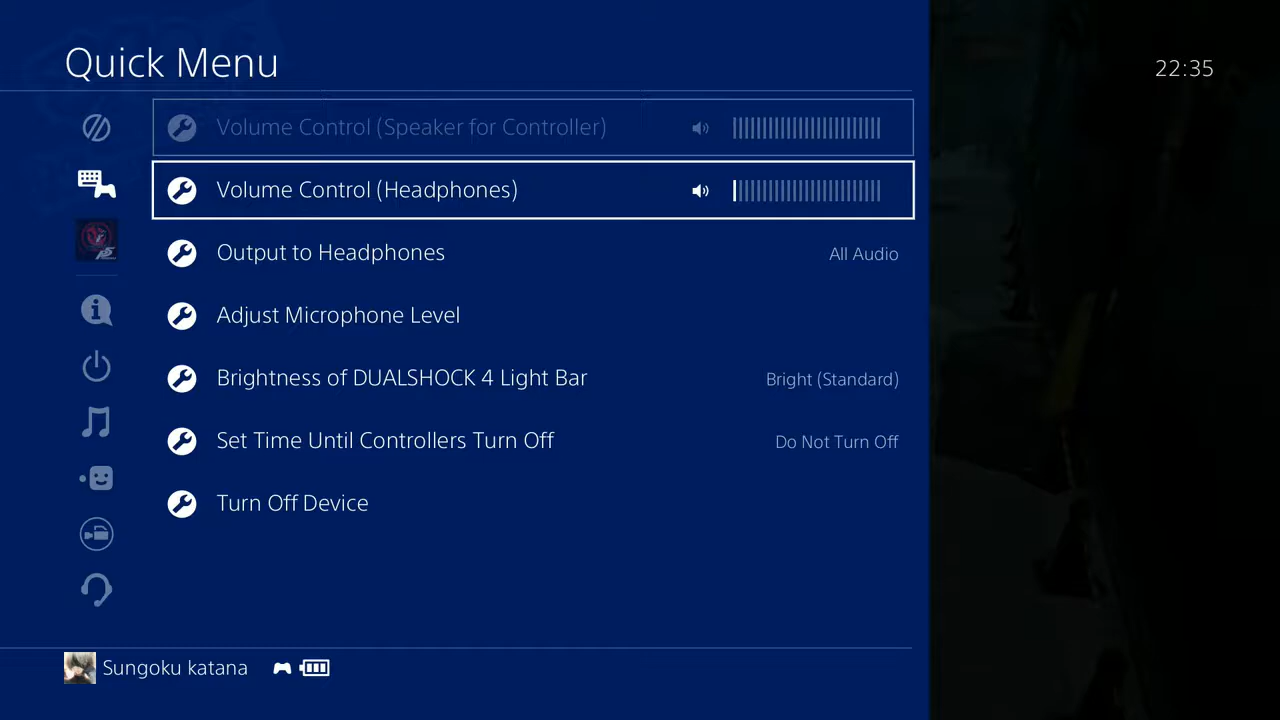 Quick Menu
22:35
Volume Control (Speaker for Controller)
Volume Control (Headphones)
Output to Headphones
All Audio
Adjust Microphone Level
Brightness of DUALSHOCK 4 Light Bar
Bright (Standard)
Set Time Until Controllers Turn Off
Do Not Turn Off
Turn Off Device
Sungoku katana